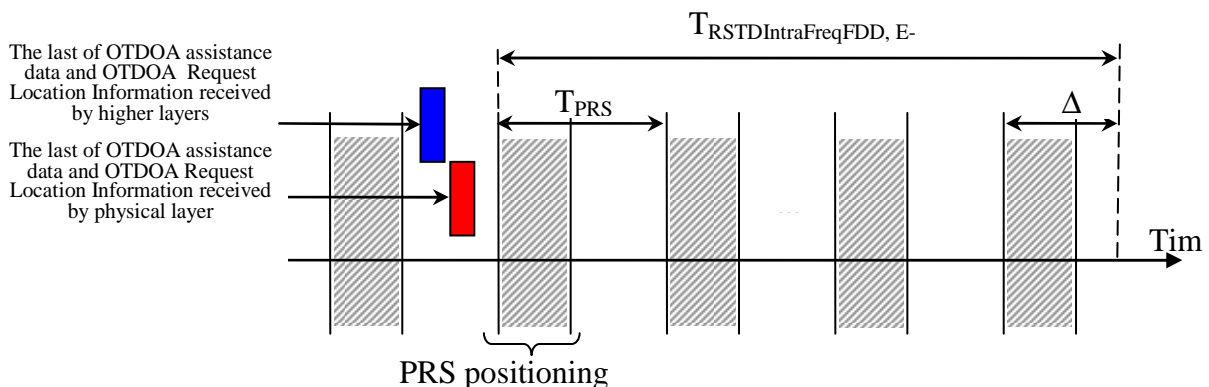 T_RSTDIntraFreqFDD, E-
The last of OTDOA assistance
data and OTDOA Request
Location Information received
by higher layers
T_PRS
Δ
The last of OTDOA assistance
data and OTDOA Request
Location Information received
by physical layer
. . .
Tim
PRS positioning